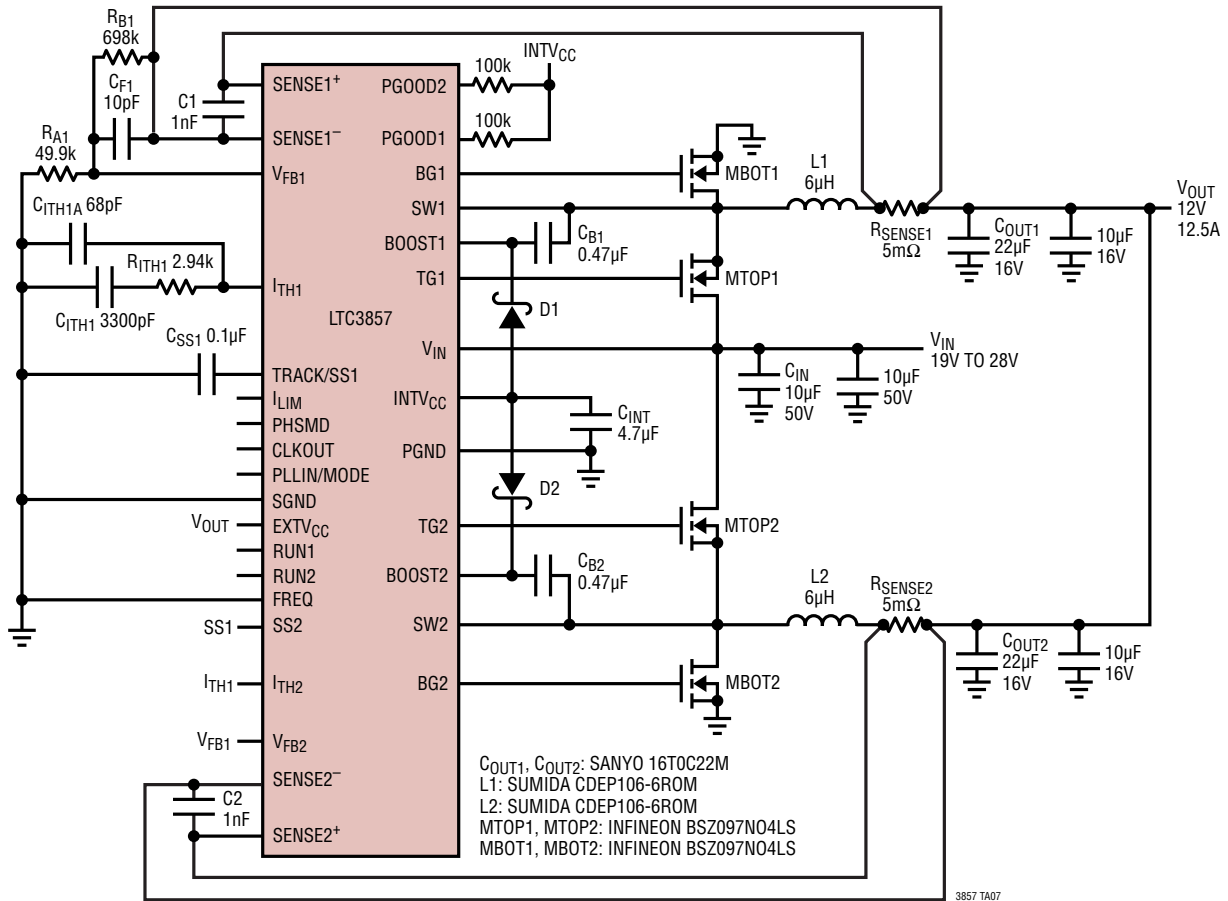 RB1
698k
CF1
10pF
RA1
49.9k
C1
1nF
CITH1A 68pF
RITH1 2.94k
CITH1 3300pF
CSS1 0.1µF
SENSE1+
SENSE1–
VFB1
ITH1
TRACK/SS1
ILIM
PHSMD
CLKOUT
PLLIN/MODE
SGND
VOUT
EXTVCC
RUN1
RUN2
FREQ
SS1
SS2
ITH1
ITH2
VFB1
VFB2
SENSE2–
SENSE2+
C2
1nF
LTC3857
PGOOD2
PGOOD1
BG1
SW1
BOOST1
TG1
VIN
INTVCC
PGND
TG2
BOOST2
SW2
BG2
100k
100k
INTVCC
CB1
0.47µF
D1
CINT
4.7µF
D2
CB2
0.47µF
MBOT1
MTOP1
MTOP2
MBOT2
L1
6µH
RSENSE1
5mΩ
COUT1
22µF
16V
10µF
16V
VOUT
12V
12.5A
VIN
19V TO 28V
CIN
10µF
50V
10µF
50V
L2
6µH
RSENSE2
5mΩ
COUT2
22µF
16V
10µF
16V
COUT1, COUT2: SANYO 16T0C22M
L1: SUMIDA CDEP106-6ROM
L2: SUMIDA CDEP106-6ROM
MTOP1, MTOP2: INFINEON BSZ097NO4LS
MBOT1, MBOT2: INFINEON BSZ097NO4LS
3857 TA07